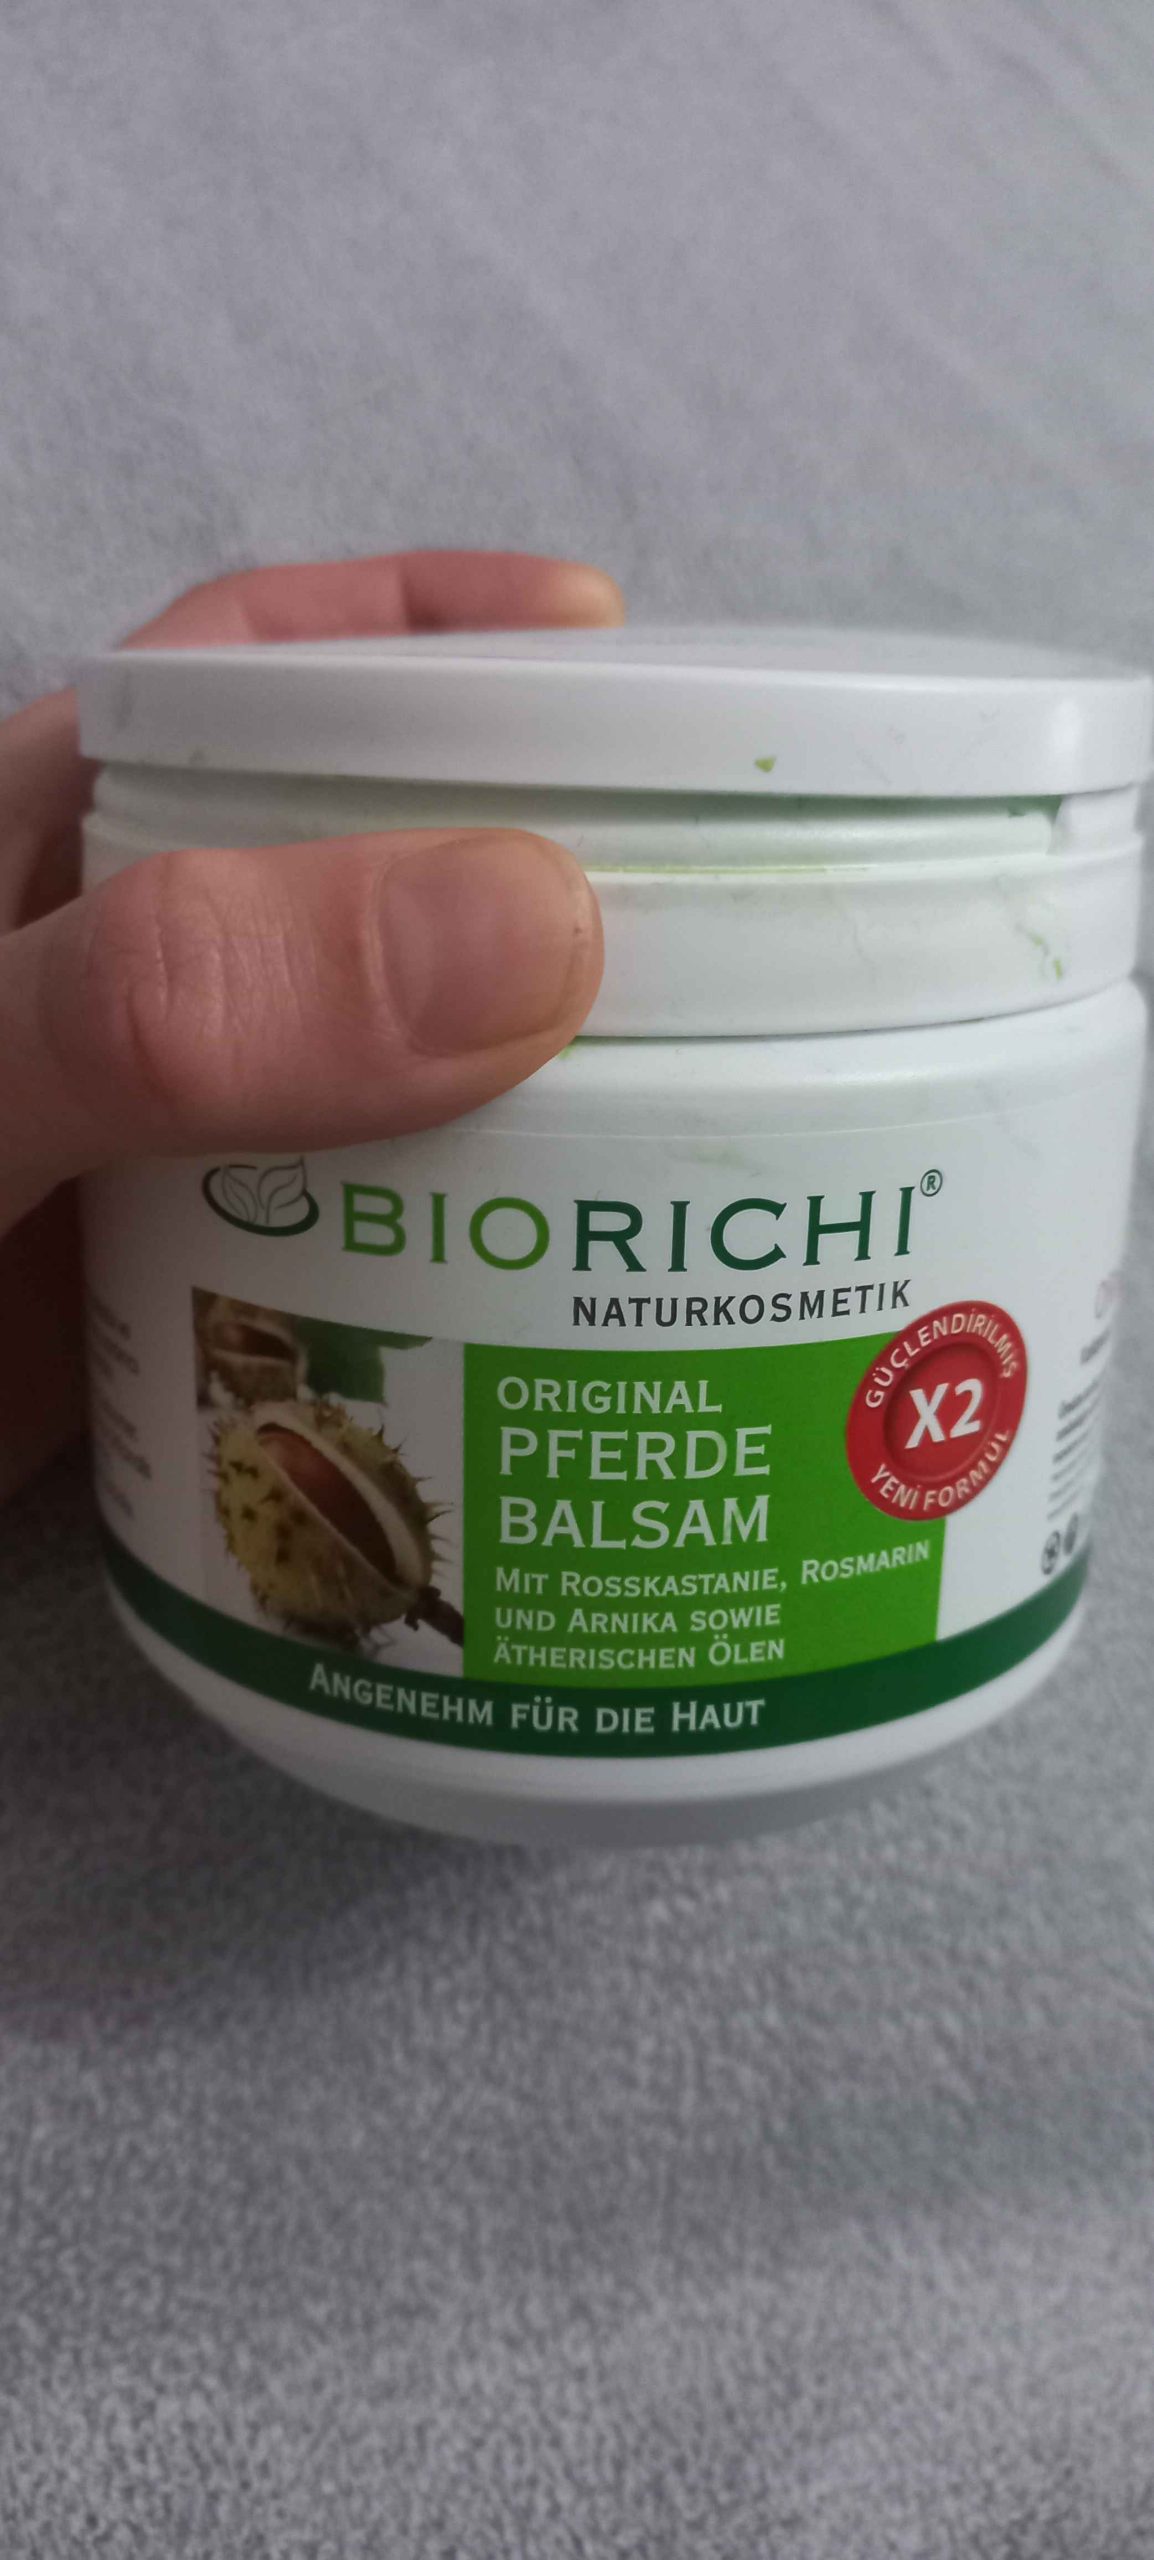 BIORICHI®
NATURKOSMETIK
GÜÇLENDİRİLMİŞ
X2
YENİ FORMÜL
ORIGINAL
PFERDE
BALSAM
MIT ROSSKASTANIE, ROSMARIN
UND ARNIKA SOWIE
ÄTHERISCHEN ÖLEN
ANGENEHM FÜR DIE HAUT